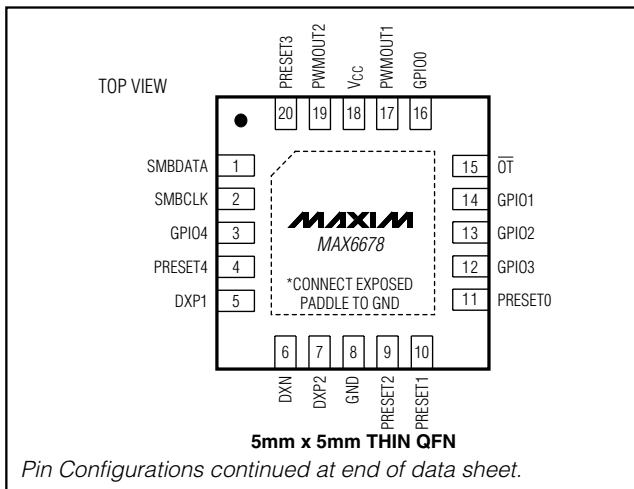 TOP VIEW
PRESET3
PWMOUT2
VCC
PWMOUT1
GPIO0
20
19
18
17
16
SMBDATA 1
SMBCLK 2
GPIO4 3
PRESET4 4
DXP1 5
MAXIM
MAX6678
*CONNECT EXPOSED
PADDLE TO GND
15 OT
14 GPIO1
13 GPIO2
12 GPIO3
11 PRESET0
6
7
8
9
10
DXN
DXP2
GND
PRESET2
PRESET1
5mm x 5mm THIN QFN
Pin Configurations continued at end of data sheet.